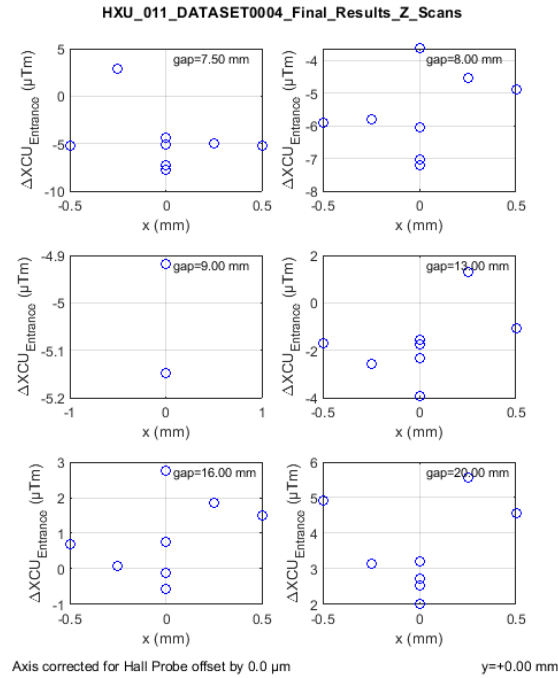 HXU_011_DATASET0004_Final_Results_Z_Scans
gap=7.50 mm
5
0
-5
-10
-0.5
0
0.5
x (mm)
ΔXCU_Entrance (μTm)
gap=8.00 mm
-4
-5
-6
-7
-8
-0.5
0
0.5
x (mm)
ΔXCU_Entrance (μTm)
gap=9.00 mm
-4.9
-5
-5.1
-5.2
-1
0
1
x (mm)
ΔXCU_Entrance (μTm)
gap=13.00 mm
2
0
-2
-4
-0.5
0
0.5
x (mm)
ΔXCU_Entrance (μTm)
gap=16.00 mm
3
2
1
0
-1
-0.5
0
0.5
x (mm)
ΔXCU_Entrance (μTm)
gap=20.00 mm
6
5
4
3
2
-0.5
0
0.5
x (mm)
ΔXCU_Entrance (μTm)
Axis corrected for Hall Probe offset by 0.0 μm
y=+0.00 mm